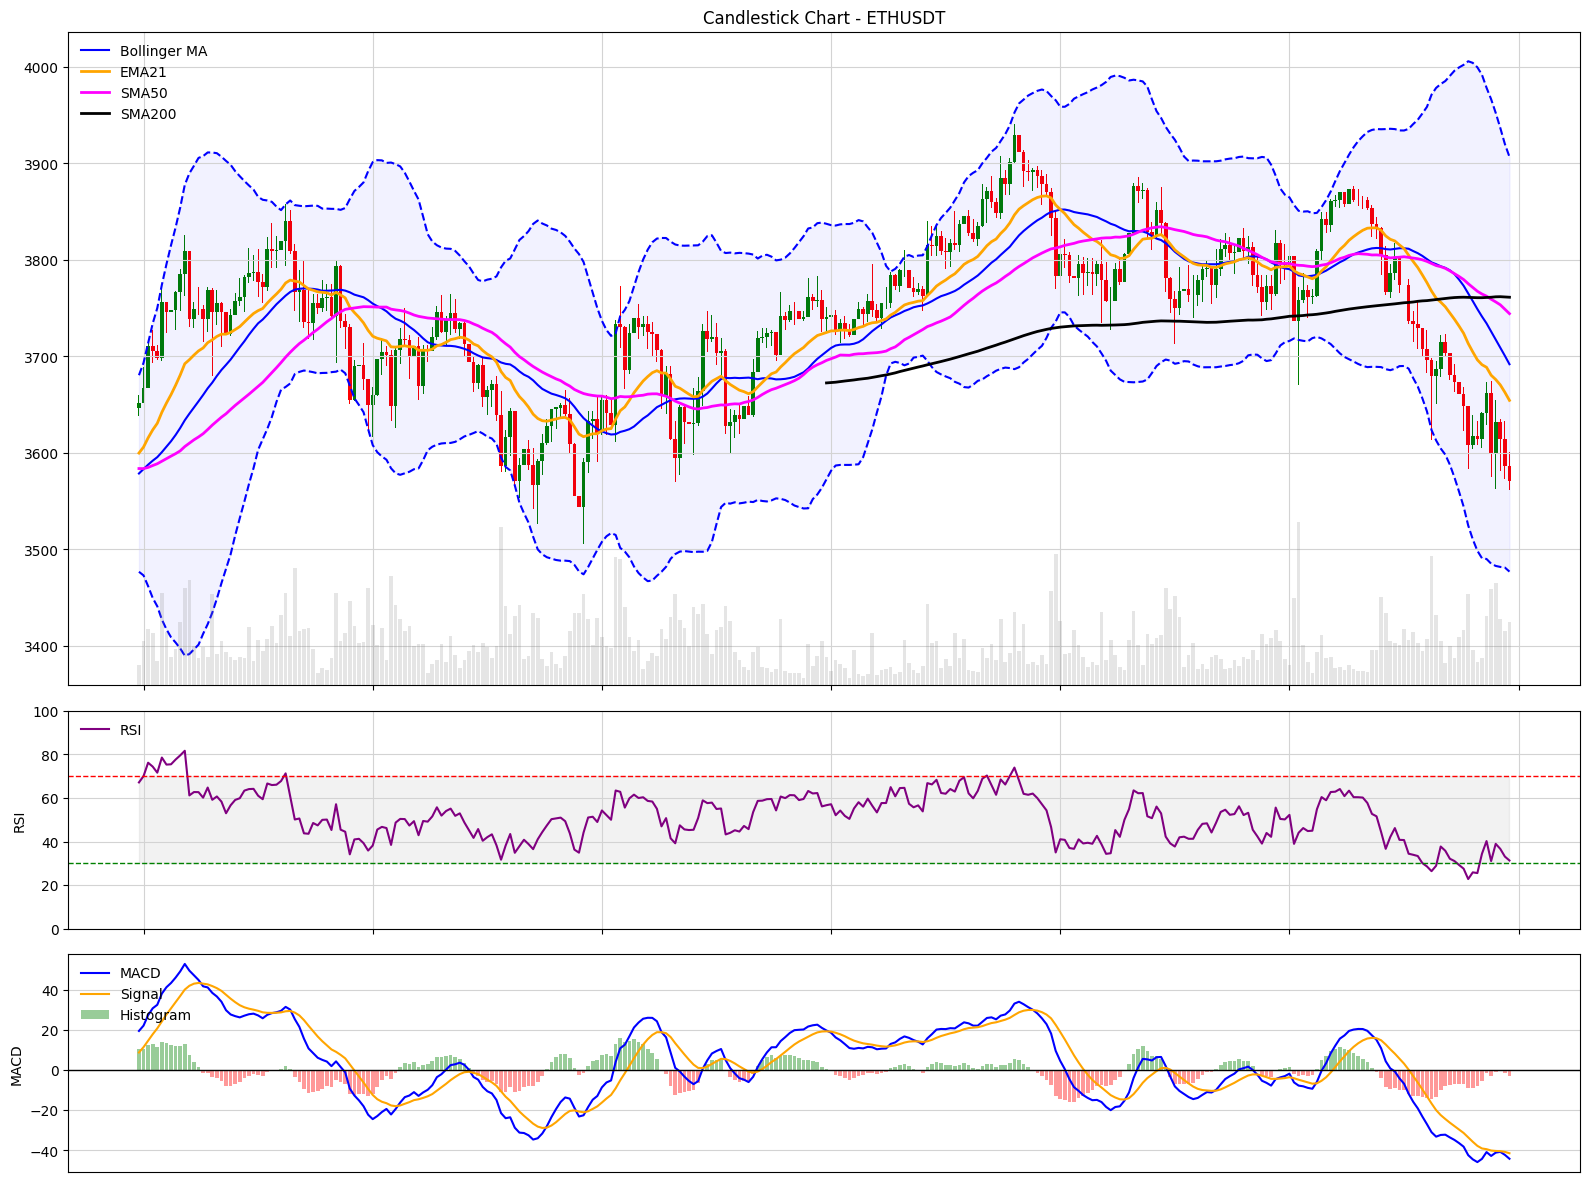 Candlestick Chart - ETHUSDT
Bollinger MA
EMA21
SMA50
SMA200
4000
3900
3800
3700
3600
3500
3400
RSI
100
80
60
40
20
0
RSI
MACD
Signal
Histogram
40
20
0
−20
−40
MACD